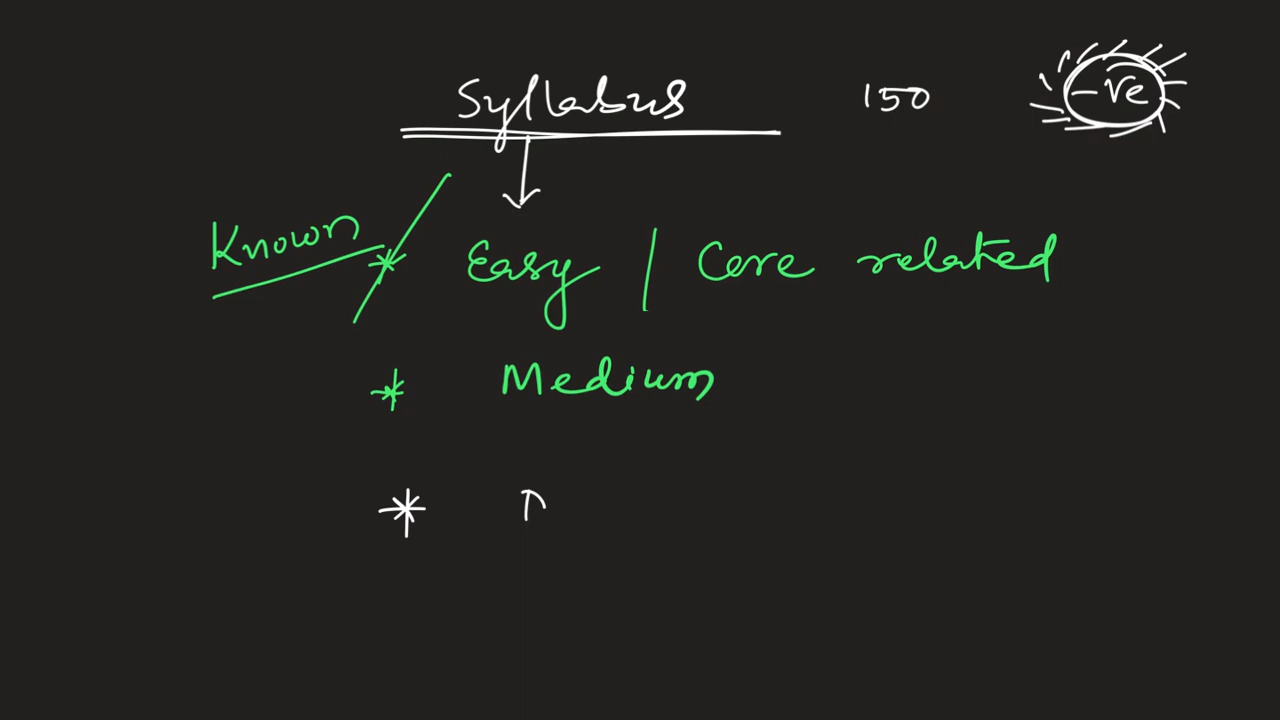 Syllabus 150 -ve
Known * Easy / Core related
* Medium
*